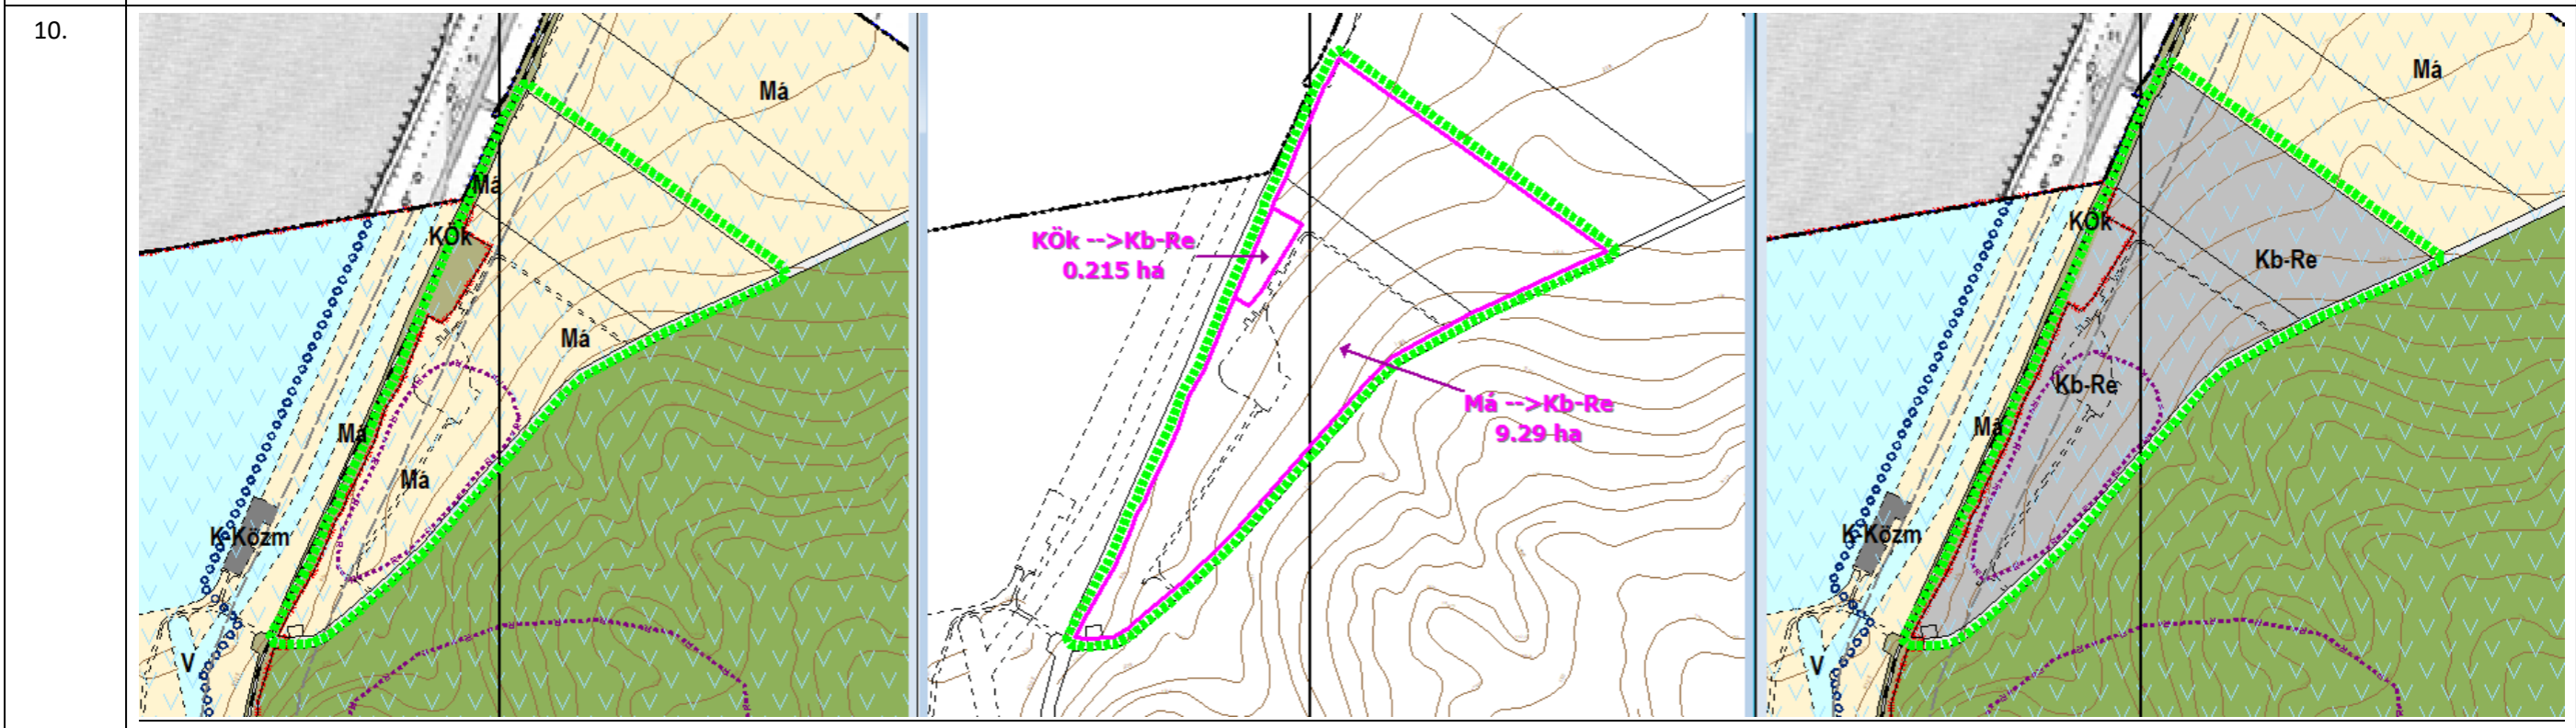 10.
Má
Má
KÖk
Má
Má
Má
K-Közm
V
KÖk -->Kb-Re
0.215 ha
Má -->Kb-Re
9.29 ha
Má
KÖk
Kb-Re
Kb-Re
Má
K-Közm
V